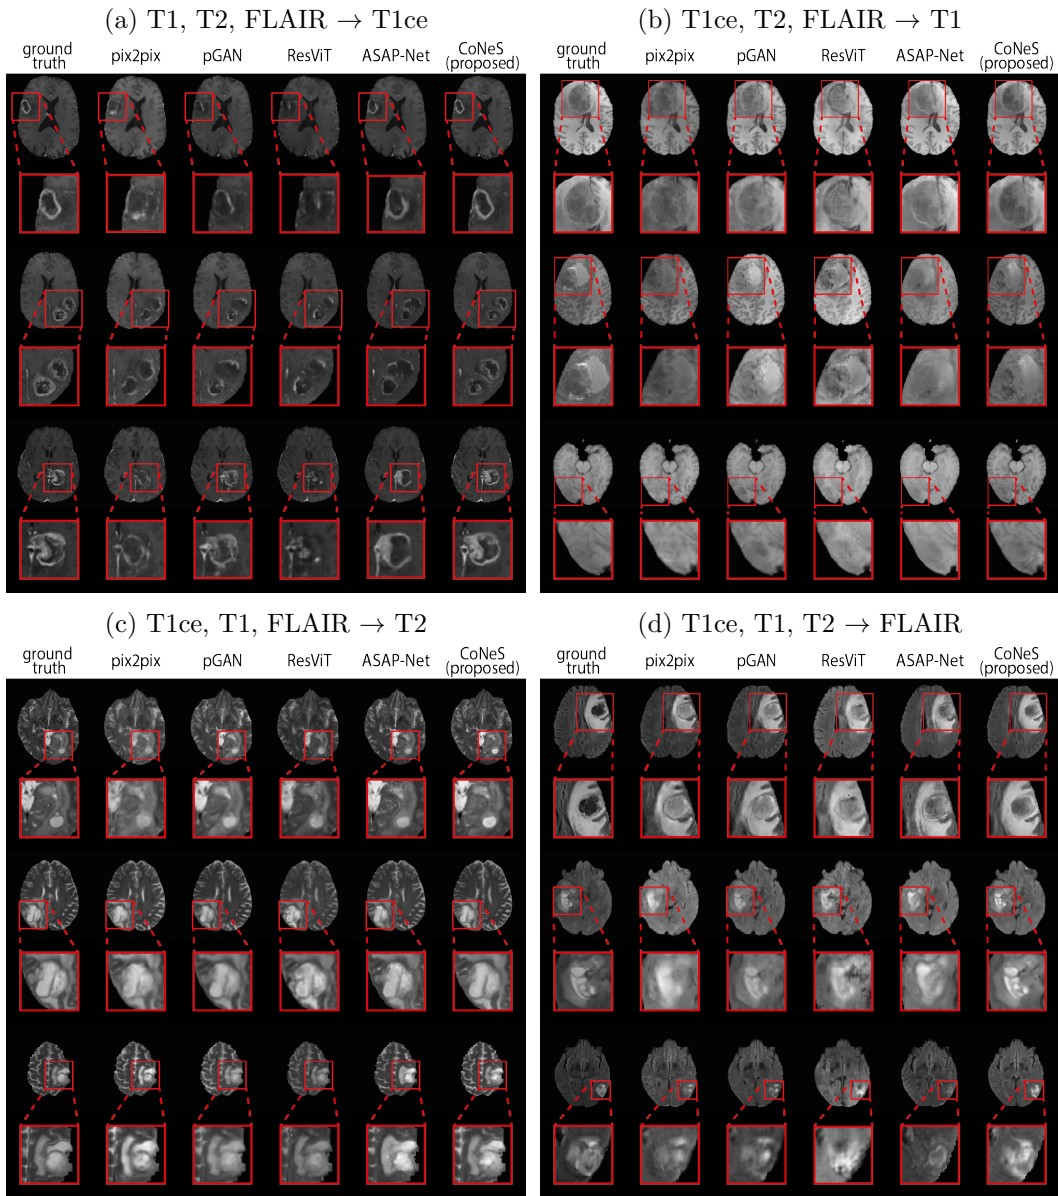 (a) T1, T2, FLAIR → T1ce
ground truth pix2pix pGAN ResViT ASAP-Net CoNeS (proposed)
(b) T1ce, T2, FLAIR → T1
ground truth pix2pix pGAN ResViT ASAP-Net CoNeS (proposed)
(c) T1ce, T1, FLAIR → T2
ground truth pix2pix pGAN ResViT ASAP-Net CoNeS (proposed)
(d) T1ce, T1, T2 → FLAIR
ground truth pix2pix pGAN ResViT ASAP-Net CoNeS (proposed)